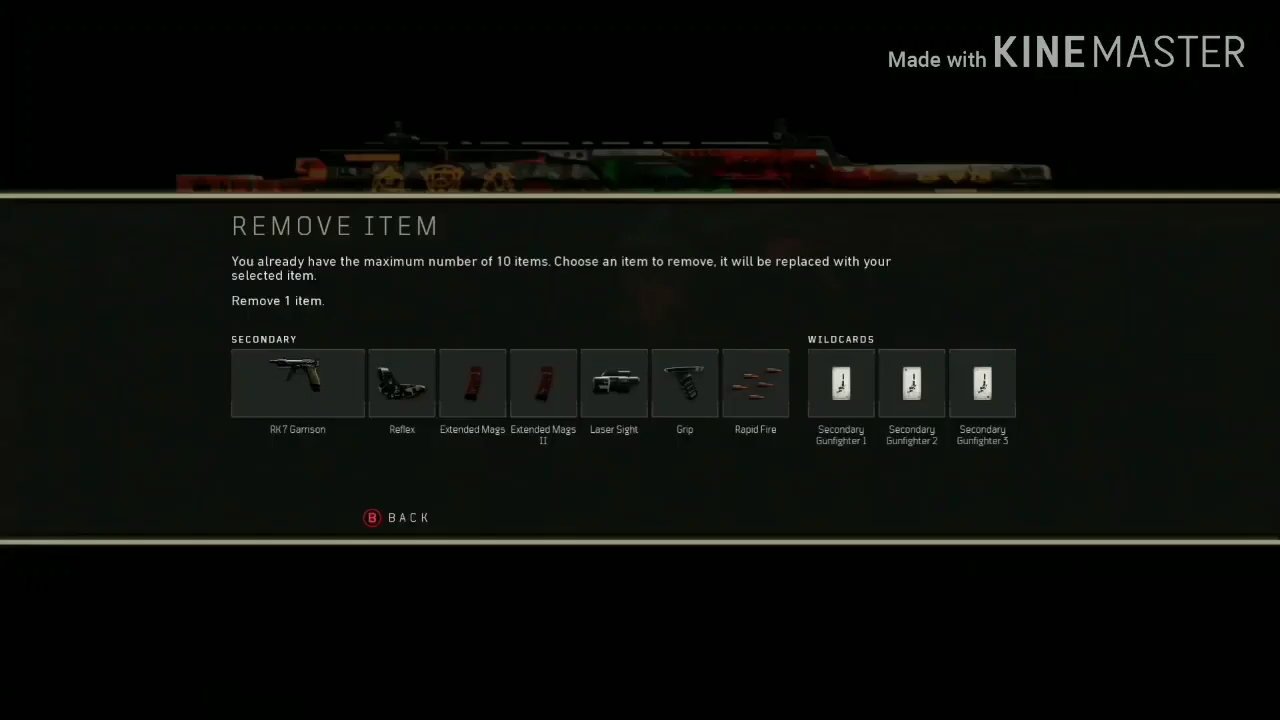 Made with KINEMASTER
REMOVE ITEM
You already have the maximum number of 10 items. Choose an item to remove, it will be replaced with your
selected item.
Remove 1 item.
SECONDARY
WILDCARDS
RK 7 Garrison
Reflex
Extended Mags
Extended Mags
II
Laser Sight
Grip
Rapid Fire
Secondary
Gunfighter 1
Secondary
Gunfighter 2
Secondary
Gunfighter 3
B BACK